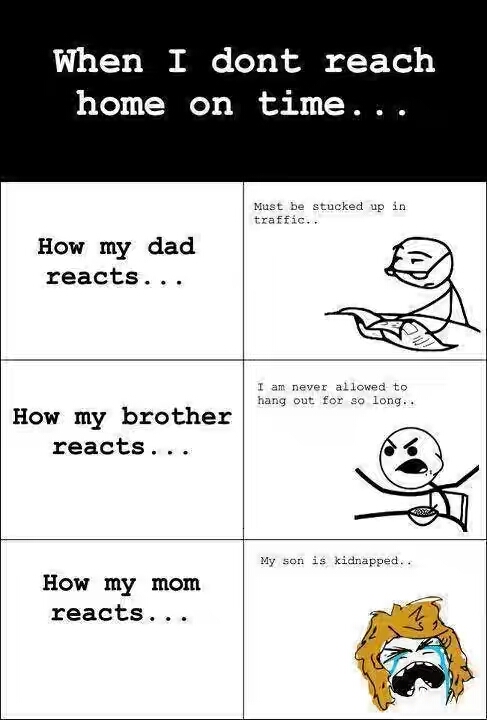 When I dont reach
home on time...
How my dad
reacts...
Must be stucked up in
traffic..
How my brother
reacts...
I am never allowed to
hang out for so long..
How my mom
reacts...
My son is kidnapped..